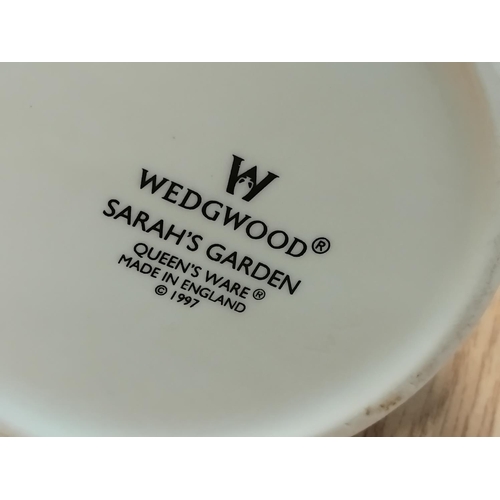 W
WEDGWOOD®
SARAH'S GARDEN
QUEEN'S WARE®
MADE IN ENGLAND
© 1997